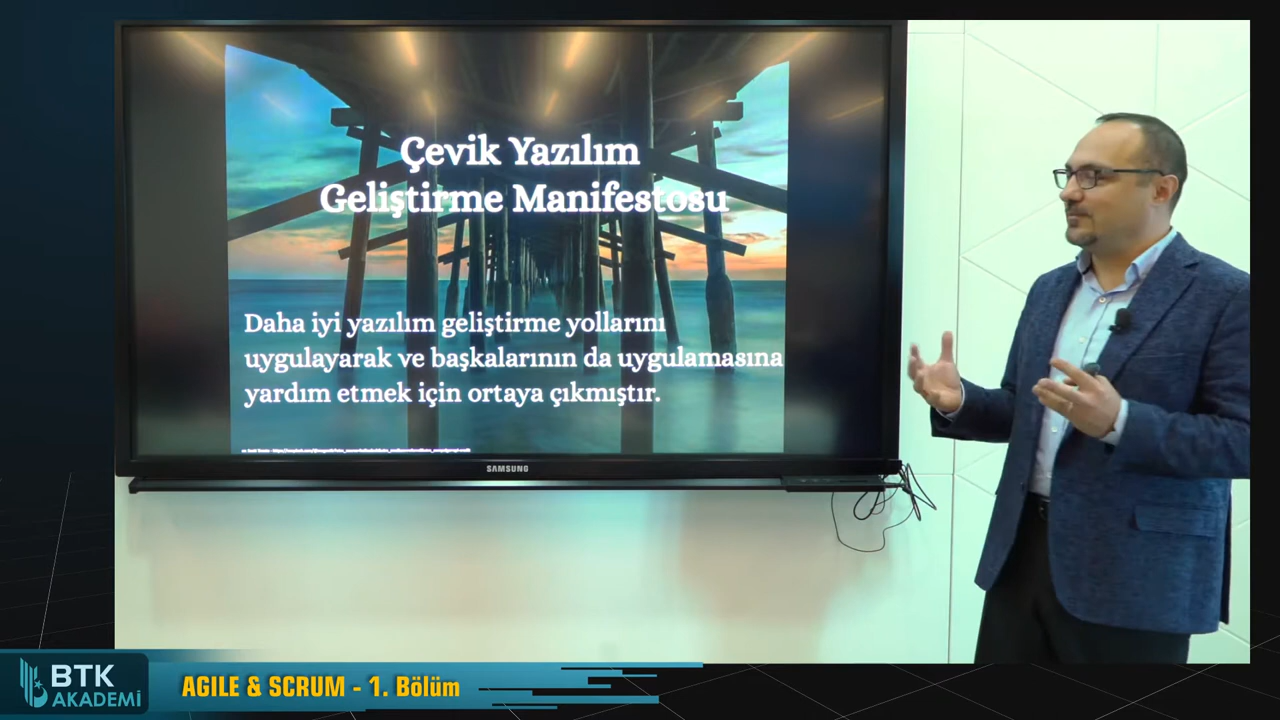 Çevik Yazılım
Geliştirme Manifestosu
Daha iyi yazılım geliştirme yollarını
uygulayarak ve başkalarının da uygulamasına
yardım etmek için ortaya çıkmıştır.
SAMSUNG
BTK
AKADEMİ
AGILE & SCRUM - 1. Bölüm